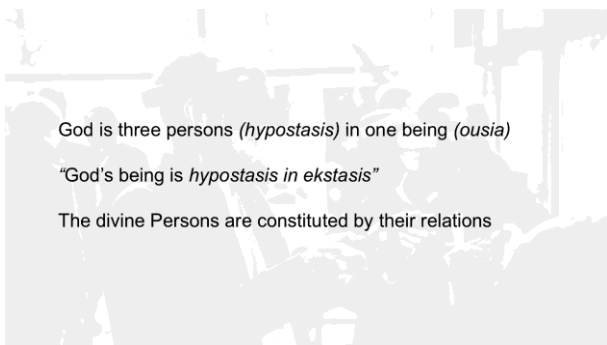 God is three persons (hypostasis) in one being (ousia)
“God’s being is hypostasis in ekstasis”
The divine Persons are constituted by their relations